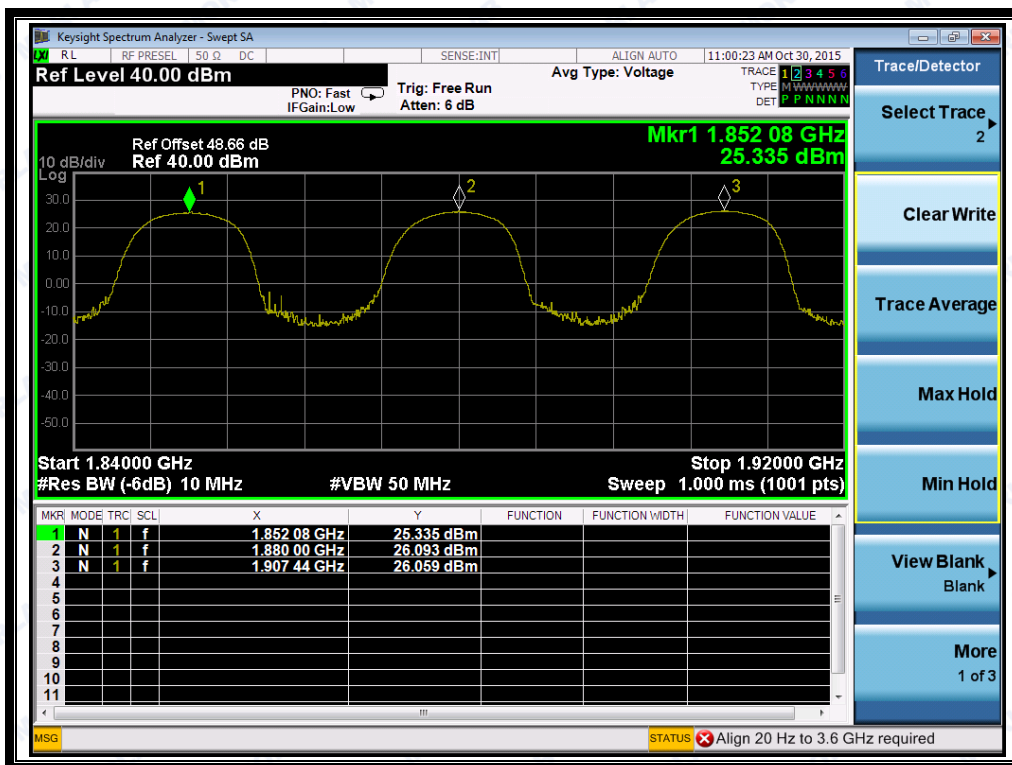 Keysight Spectrum Analyzer - Swept SA
LXI RL RF PRESEL 50 Ω DC SENSE:INT ALIGN AUTO 11:00:23 AM Oct 30, 2015
Ref Level 40.00 dBm
PNO: Fast
IFGain:Low
Trig: Free Run
Atten: 6 dB
Avg Type: Voltage
TRACE 1 2 3 4 5 6
TYPE M WWWWW
DET P P N N N N
Ref Offset 48.66 dB
10 dB/div Ref 40.00 dBm
Log
Mkr1 1.852 08 GHz
25.335 dBm
30.0
20.0
10.0
0.00
-10.0
-20.0
-30.0
-40.0
-50.0
1
2
3
Start 1.84000 GHz Stop 1.92000 GHz
#Res BW (-6dB) 10 MHz #VBW 50 MHz Sweep 1.000 ms (1001 pts)
MKR MODE TRC SCL X Y FUNCTION FUNCTION WIDTH FUNCTION VALUE
1 N 1 f 1.852 08 GHz 25.335 dBm
2 N 1 f 1.880 00 GHz 26.093 dBm
3 N 1 f 1.907 44 GHz 26.059 dBm
4
5
6
7
8
9
10
11
MSG STATUS Align 20 Hz to 3.6 GHz required
Trace/Detector
Select Trace
2
Clear Write
Trace Average
Max Hold
Min Hold
View Blank
Blank
More
1 of 3